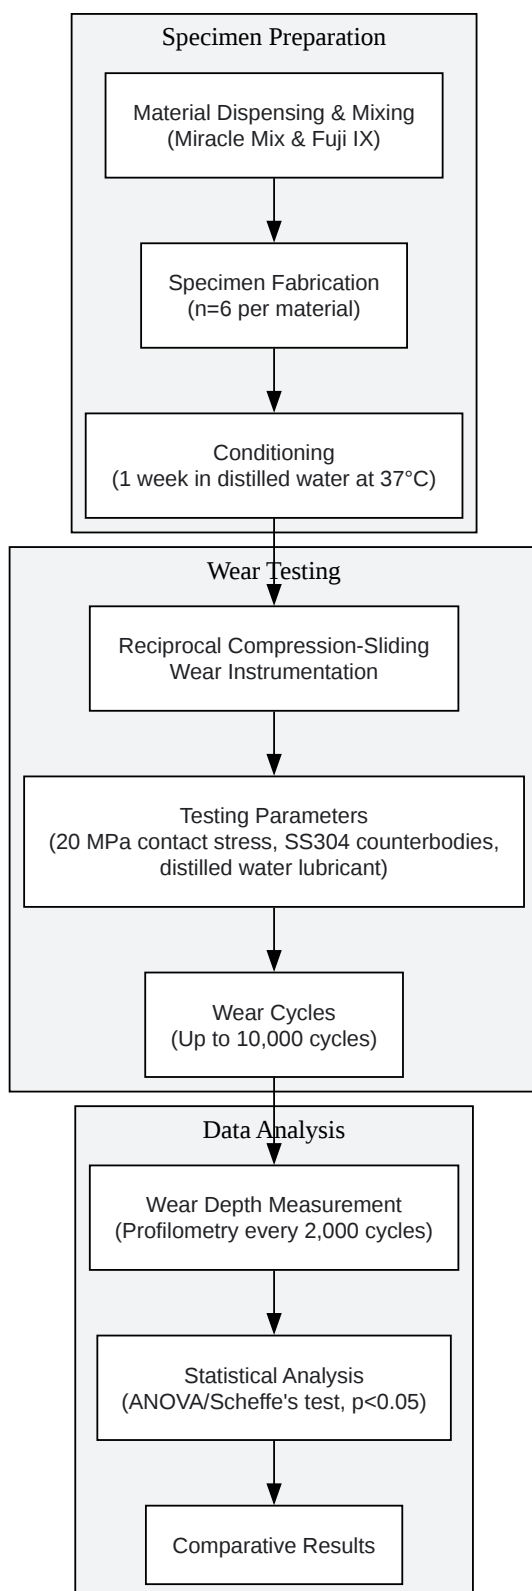 Specimen Preparation
Material Dispensing & Mixing
(Miracle Mix & Fuji IX)
Specimen Fabrication
(n=6 per material)
Conditioning
(1 week in distilled water at 37°C)
Wear Testing
Reciprocal Compression-Sliding
Wear Instrumentation
Testing Parameters
(20 MPa contact stress, SS304 counterbodies,
distilled water lubricant)
Wear Cycles
(Up to 10,000 cycles)
Data Analysis
Wear Depth Measurement
(Profilometry every 2,000 cycles)
Statistical Analysis
(ANOVA/Scheffe's test, p<0.05)
Comparative Results